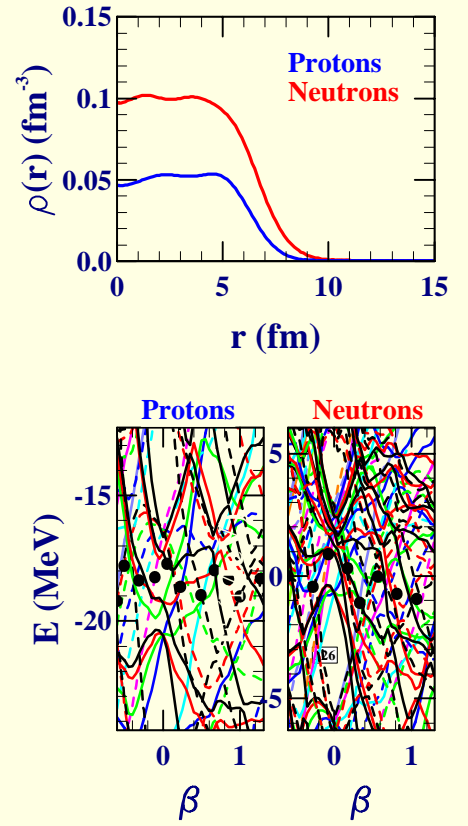 0.15
Protons
Neutrons
0.1
0.05
0.0
ρ(r) (fm-3)
0 5 10 15
r (fm)
Protons Neutrons
5
-15
0
-20
5
26
E (MeV)
0 1 0 1
β β